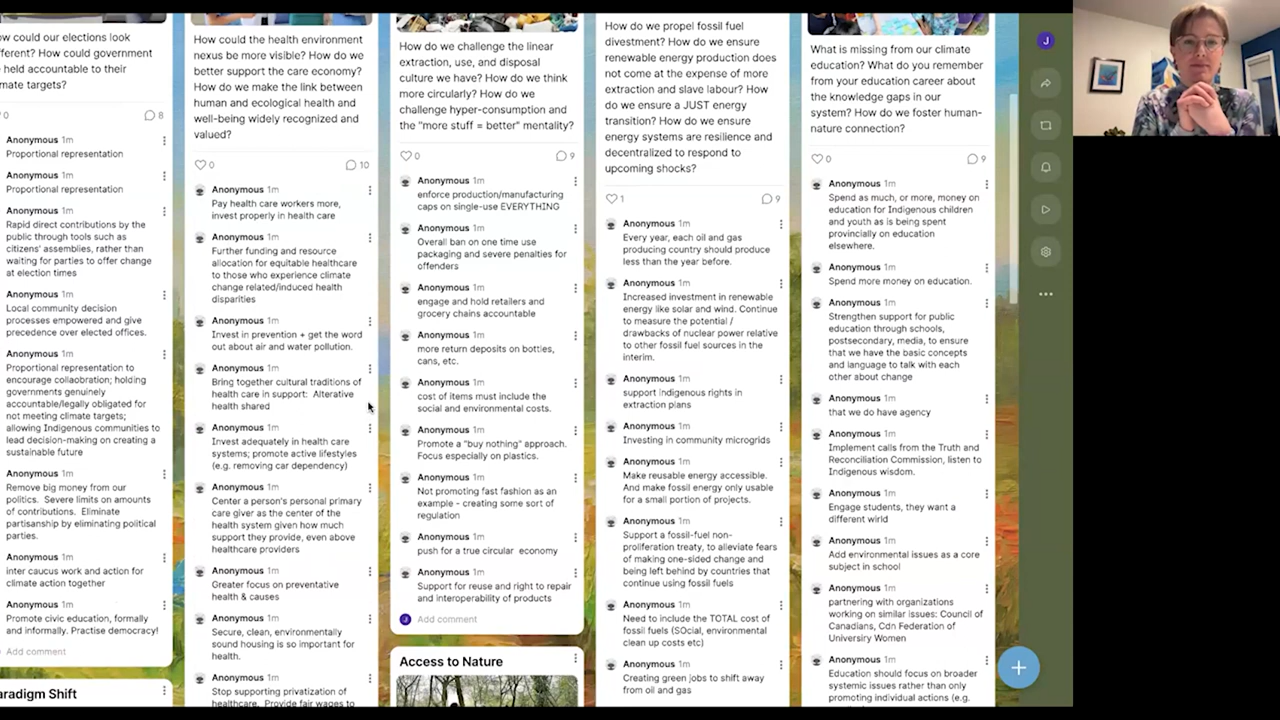 ow could our elections look
fferent? How could government
held accountable to their
mate targets?
0
8
Anonymous 1m
Proportional representation
Anonymous 1m
Proportional representation
Anonymous 1m
Rapid direct contributions by the
public through tools such as
citizens' assemblies, rather than
waiting for parties to offer change
at election times
Anonymous 1m
Local community decision
processes empowered and give
precedence over elected offices.
Anonymous 1m
Proportional representation to
encourage collaobration; holding
governments genuinely
accountable/legally obligated for
not meeting climate targets;
allowing Indigenous communities to
lead decision-making on creating a
sustainable future
Anonymous 1m
Remove big money from our
politics. Severe limits on amounts
of contributions. Eliminate
partisanship by eliminating political
parties.
Anonymous 1m
inter caucus work and action for
climate action together
Anonymous 1m
Promote civic education, formally
and informally. Practise democracy!
Add comment
aradigm Shift
How could the health environment
nexus be more visible? How do we
better support the care economy?
How do we make the link between
human and ecological health and
well-being widely recognized and
valued?
0
10
Anonymous 1m
Pay health care workers more,
invest properly in health care
Anonymous 1m
Further funding and resource
allocation for equitable healthcare
to those who experience climate
change related/induced health
disparities
Anonymous 1m
Invest in prevention + get the word
out about air and water pollution.
Anonymous 1m
Bring together cultural traditions of
health care in support: Alterative
health shared
Anonymous 1m
Invest adequately in health care
systems; promote active lifestyles
(e.g. removing car dependency)
Anonymous 1m
Center a person's personal primary
care giver as the center of the
health system given how much
support they provide, even above
healthcare providers
Anonymous 1m
Greater focus on preventative
health & causes
Anonymous 1m
Secure, clean, environmentally
sound housing is so important for
health.
Anonymous 1m
Stop supporting privatization of
healthcare. Provide fair wages to
How do we challenge the linear
extraction, use, and disposal
culture we have? How do we think
more circularly? How do we
challenge hyper-consumption and
the "more stuff = better" mentality?
0
9
Anonymous 1m
enforce production/manufacturing
caps on single-use EVERYTHING
Anonymous 1m
Overall ban on one time use
packaging and severe penalties for
offenders
Anonymous 1m
engage and hold retailers and
grocery chains accountable
Anonymous 1m
more return deposits on bottles,
cans, etc.
Anonymous 1m
cost of items must include the
social and environmental costs.
Anonymous 1m
Promote a "buy nothing" approach.
Focus especially on plastics.
Anonymous 1m
Not promoting fast fashion as an
example - creating some sort of
regulation
Anonymous 1m
push for a true circular economy
Anonymous 1m
Support for reuse and right to repair
and interoperability of products
J
Add comment
Access to Nature
How do we propel fossil fuel
divestment? How do we ensure
renewable energy production does
not come at the expense of more
extraction and slave labour? How
do we ensure a JUST energy
transition? How do we ensure
energy systems are resilience and
decentralized to respond to
upcoming shocks?
1
9
Anonymous 1m
Every year, each oil and gas
producing country should produce
less than the year before.
Anonymous 1m
Increased investment in renewable
energy like solar and wind. Continue
to measure the potential /
drawbacks of nuclear power relative
to other fossil fuel sources in the
interim.
Anonymous 1m
support indigenous rights in
extraction plans
Anonymous 1m
Investing in community microgrids
Anonymous 1m
Make reusable energy accessible.
And make fossil energy only usable
for a small portion of projects.
Anonymous 1m
Support a fossil-fuel non-
proliferation treaty, to alleviate fears
of making one-sided change and
being left behind by countries that
continue using fossil fuels
Anonymous 1m
Need to include the TOTAL cost of
fossil fuels (SOcial, environmental
clean up costs etc)
Anonymous 1m
Creating green jobs to shift away
from oil and gas
What is missing from our climate
education? What do you remember
from your education career about
the knowledge gaps in our
system? How do we foster human-
nature connection?
0
9
Anonymous 1m
Spend as much, or more, money on
education for Indigenous children
and youth as is being spent
provincially on education
elsewhere.
Anonymous 1m
Spend more money on education.
Anonymous 1m
Strengthen support for public
education through schools,
postsecondary, media, to ensure
that we have the basic concepts
and language to talk with each
other about change
Anonymous 1m
that we do have agency
Anonymous 1m
Implement calls from the Truth and
Reconciliation Commission, listen to
Indigenous wisdom.
Anonymous 1m
Engage students, they want a
different wirld
Anonymous 1m
Add environmental issues as a core
subject in school
Anonymous 1m
partnering with organizations
working on similar issues: Council of
Canadians, Cdn Federation of
Universiry Women
Anonymous 1m
Education should focus on broader
systemic issues rather than only
promoting individual actions (e.g.
J